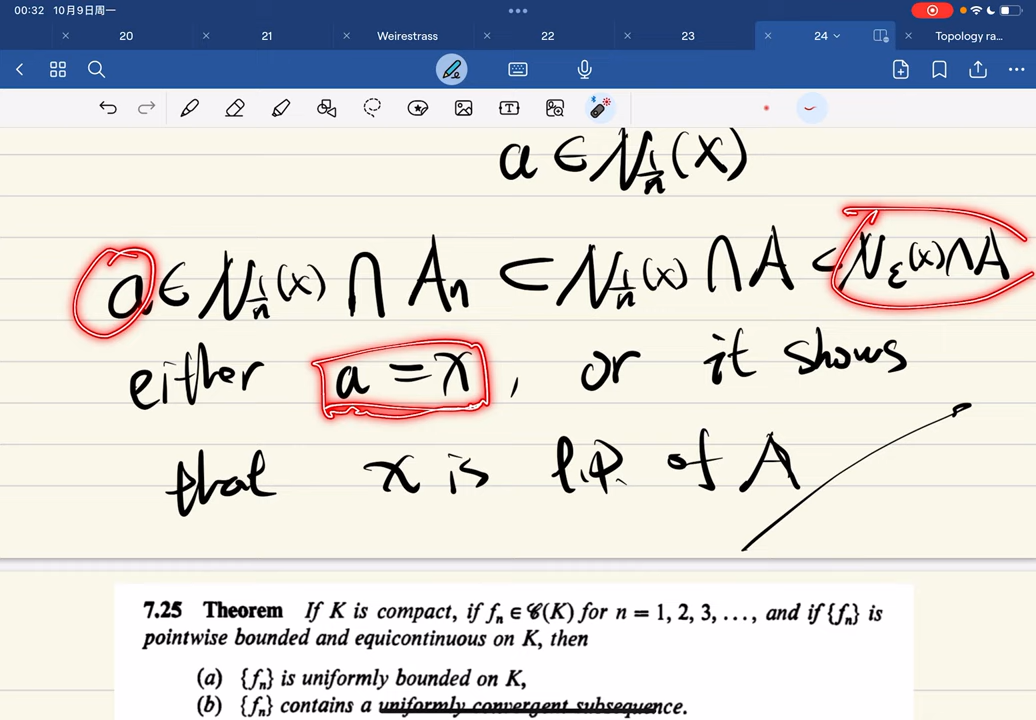 00:32 10月9日周一
20 21 Weirestrass 22 23 24 Topology ra...
a ∈ N_{1/n}(x)
a ∈ N_{1/n}(x) ∩ A_n ⊂ N_{1/n}(x) ∩ A ⊂ N_ε(x) ∩ A
either a = x, or it shows
that x is l.p. of A
7.25 Theorem If K is compact, if f_n ∈ 𝒞(K) for n = 1, 2, 3, ..., and if {f_n} is
pointwise bounded and equicontinuous on K, then
(a) {f_n} is uniformly bounded on K,
(b) {f_n} contains a uniformly convergent subsequence.